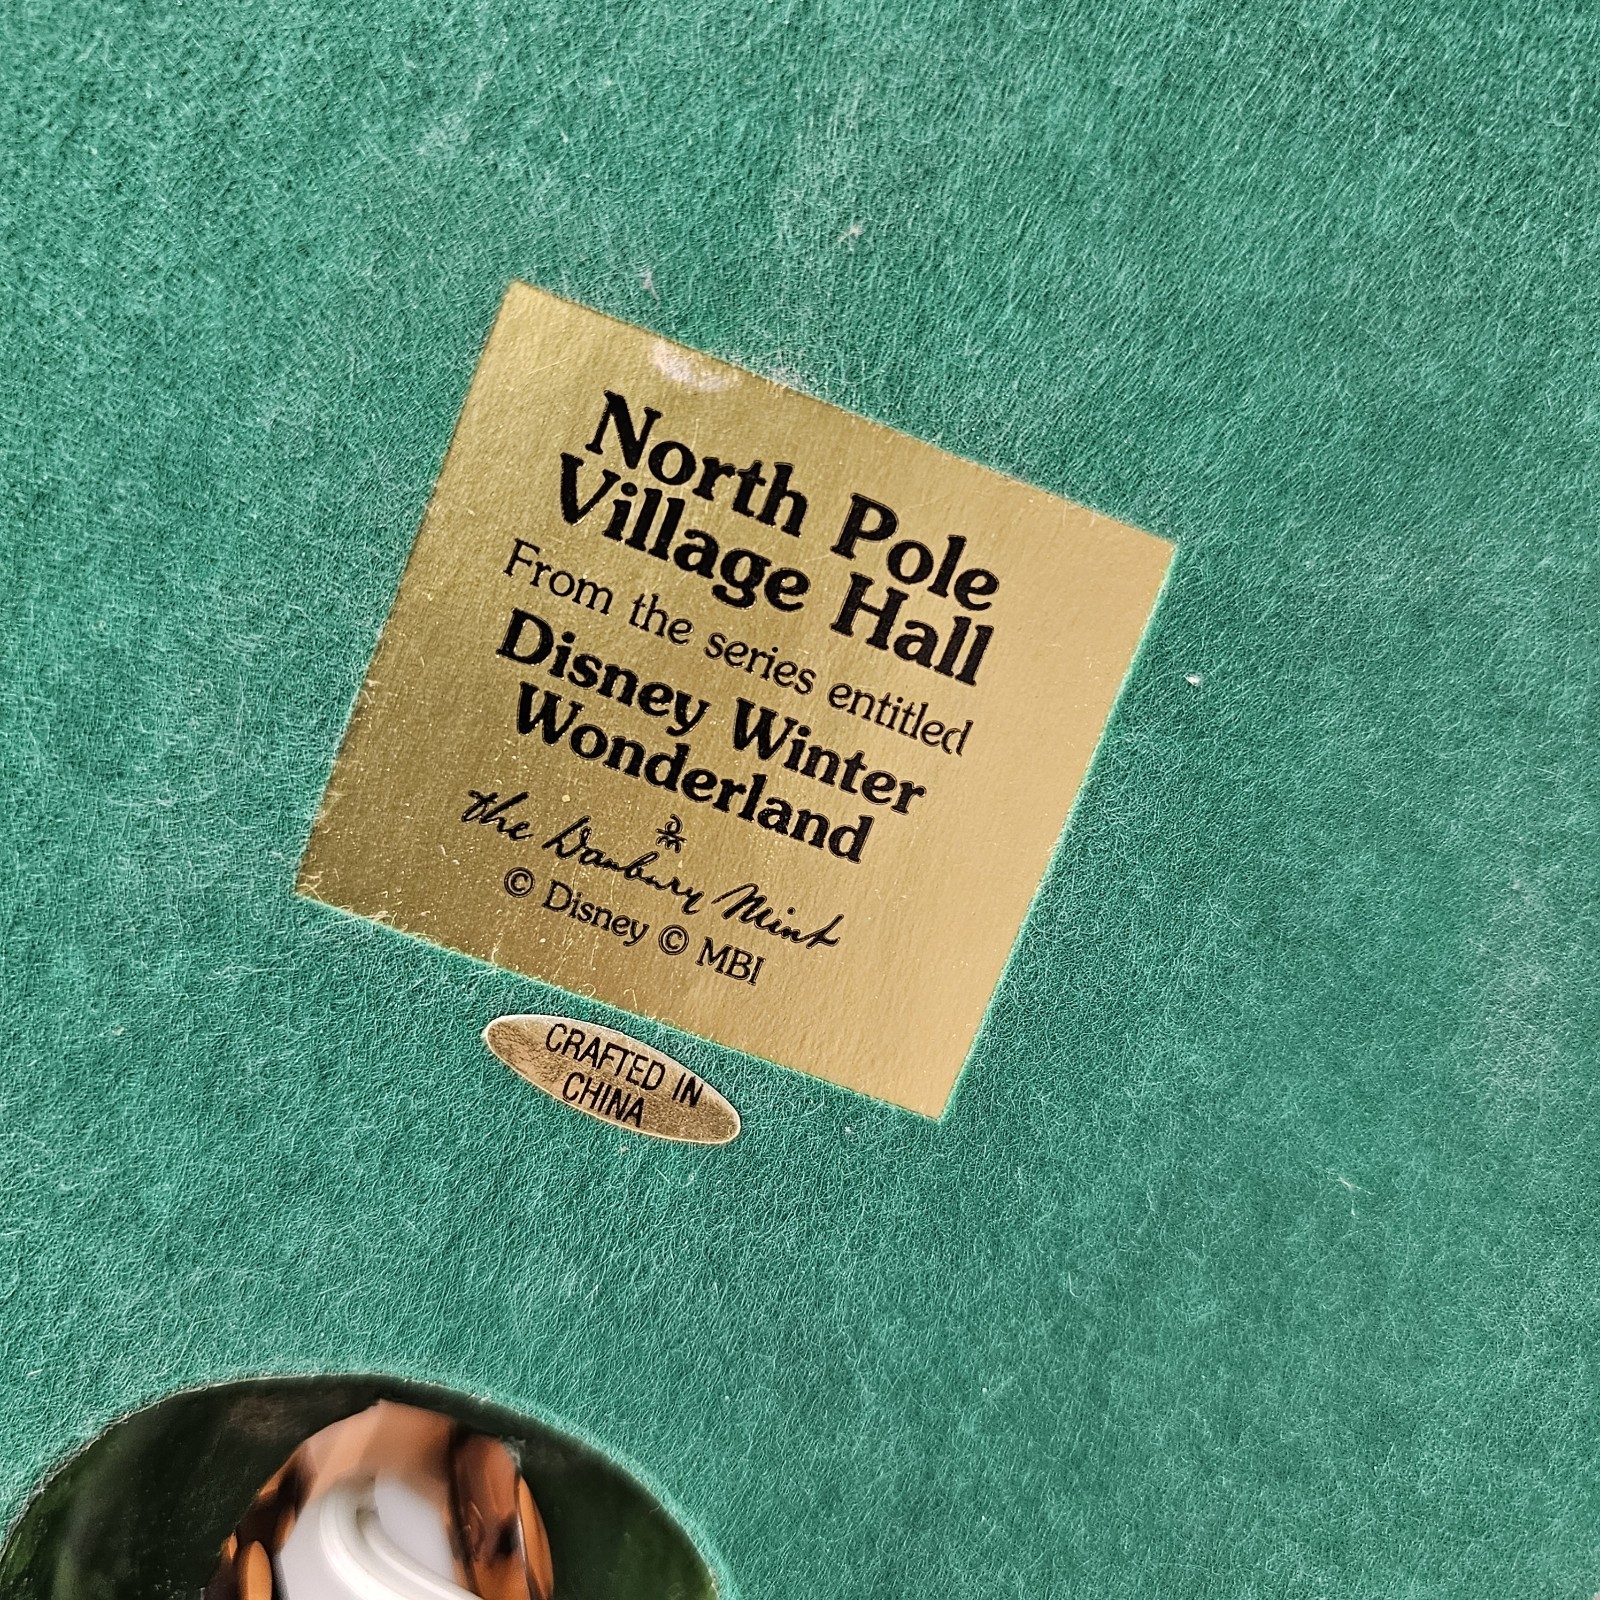 North Pole
Village Hall
From the series entitled
Disney Winter
Wonderland
the Danbury Mint
© Disney © MBI
CRAFTED IN
CHINA